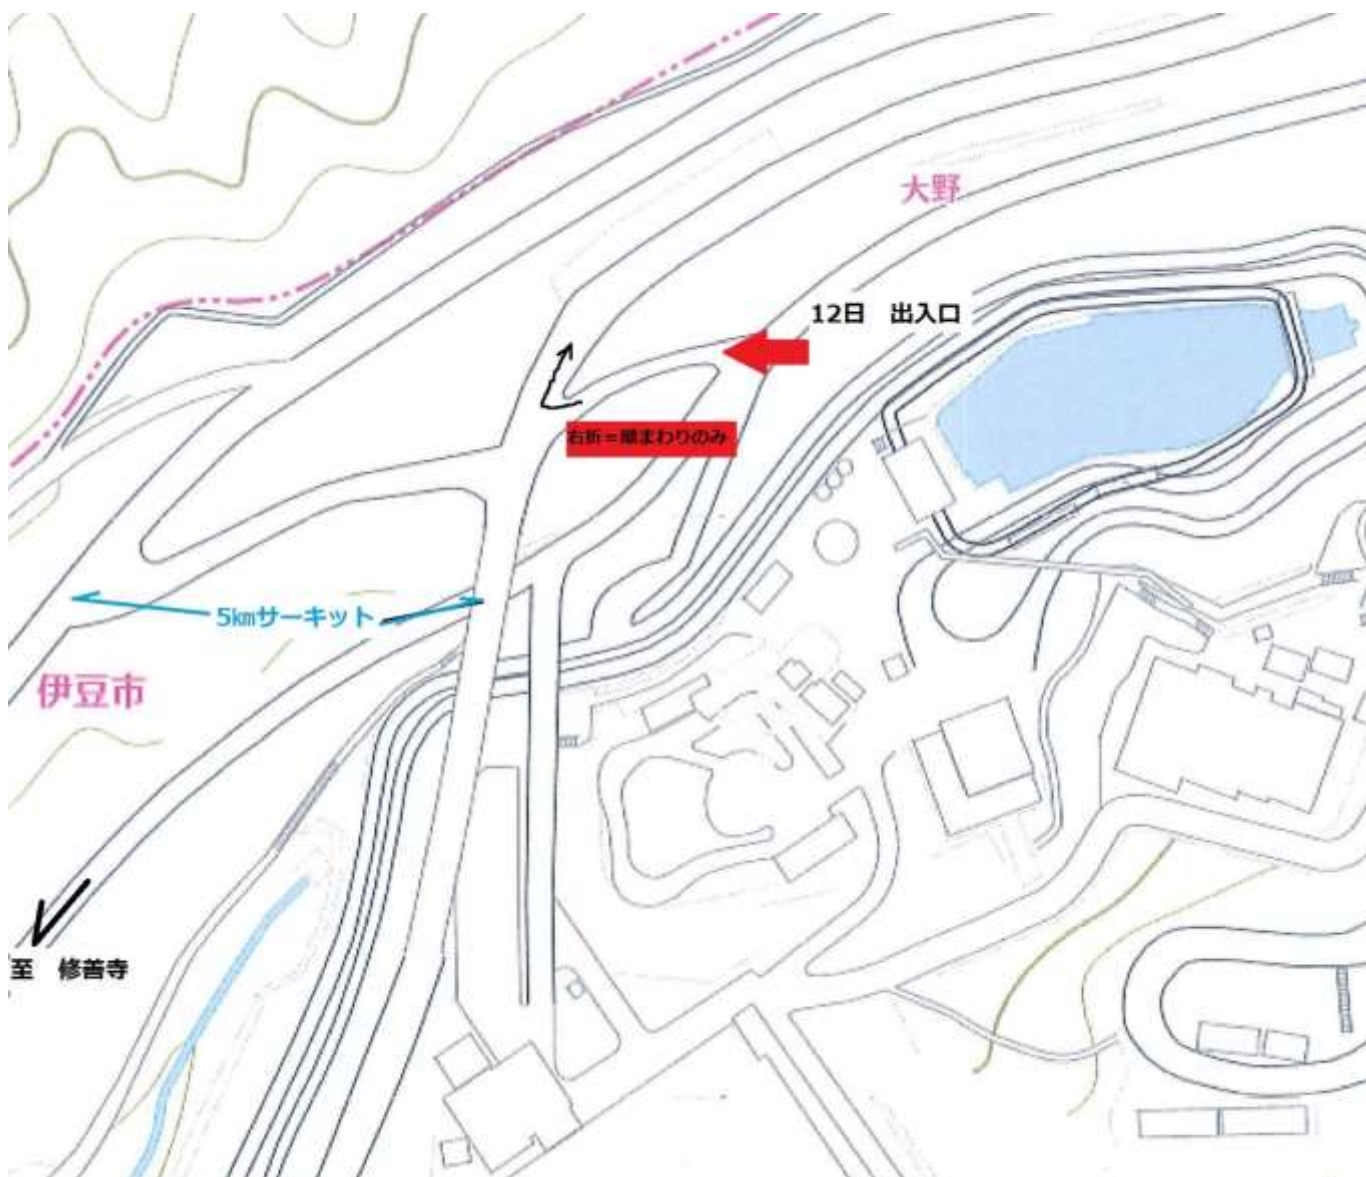 大野
12日　出入口
右折＝順まわりのみ
5㎞サーキット
伊豆市
至　修善寺